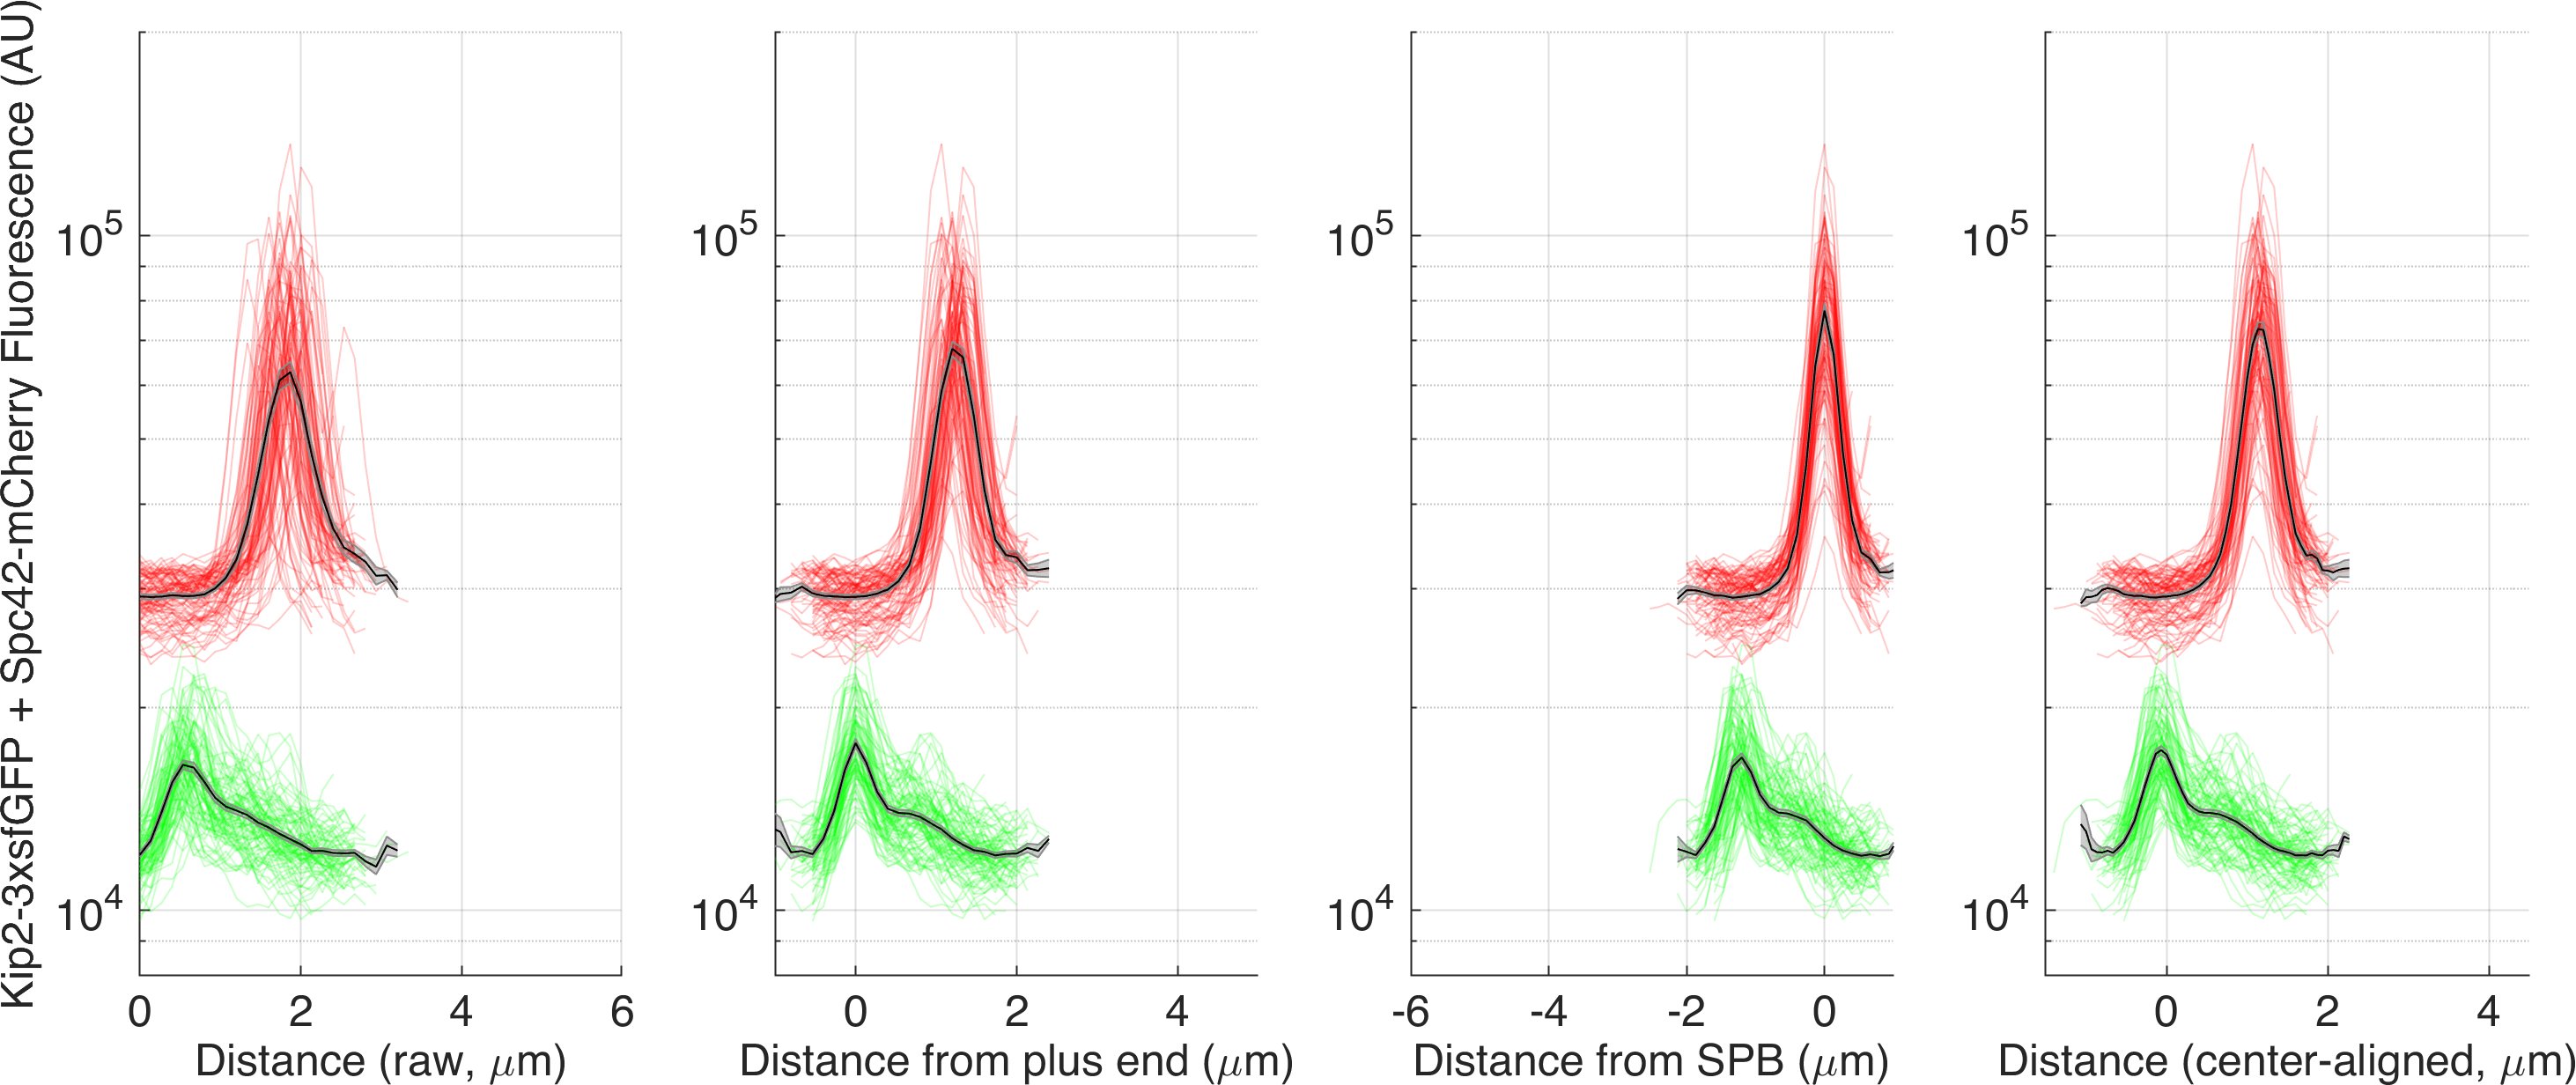 Kip2-3xsfGFP + Spc42-mCherry Fluorescence (AU)
10^5
10^4
0 2 4 6
Distance (raw, μm)
10^5
10^4
0 2 4
Distance from plus end (μm)
10^5
10^4
-6 -4 -2 0
Distance from SPB (μm)
10^5
10^4
0 2 4
Distance (center-aligned, μm)